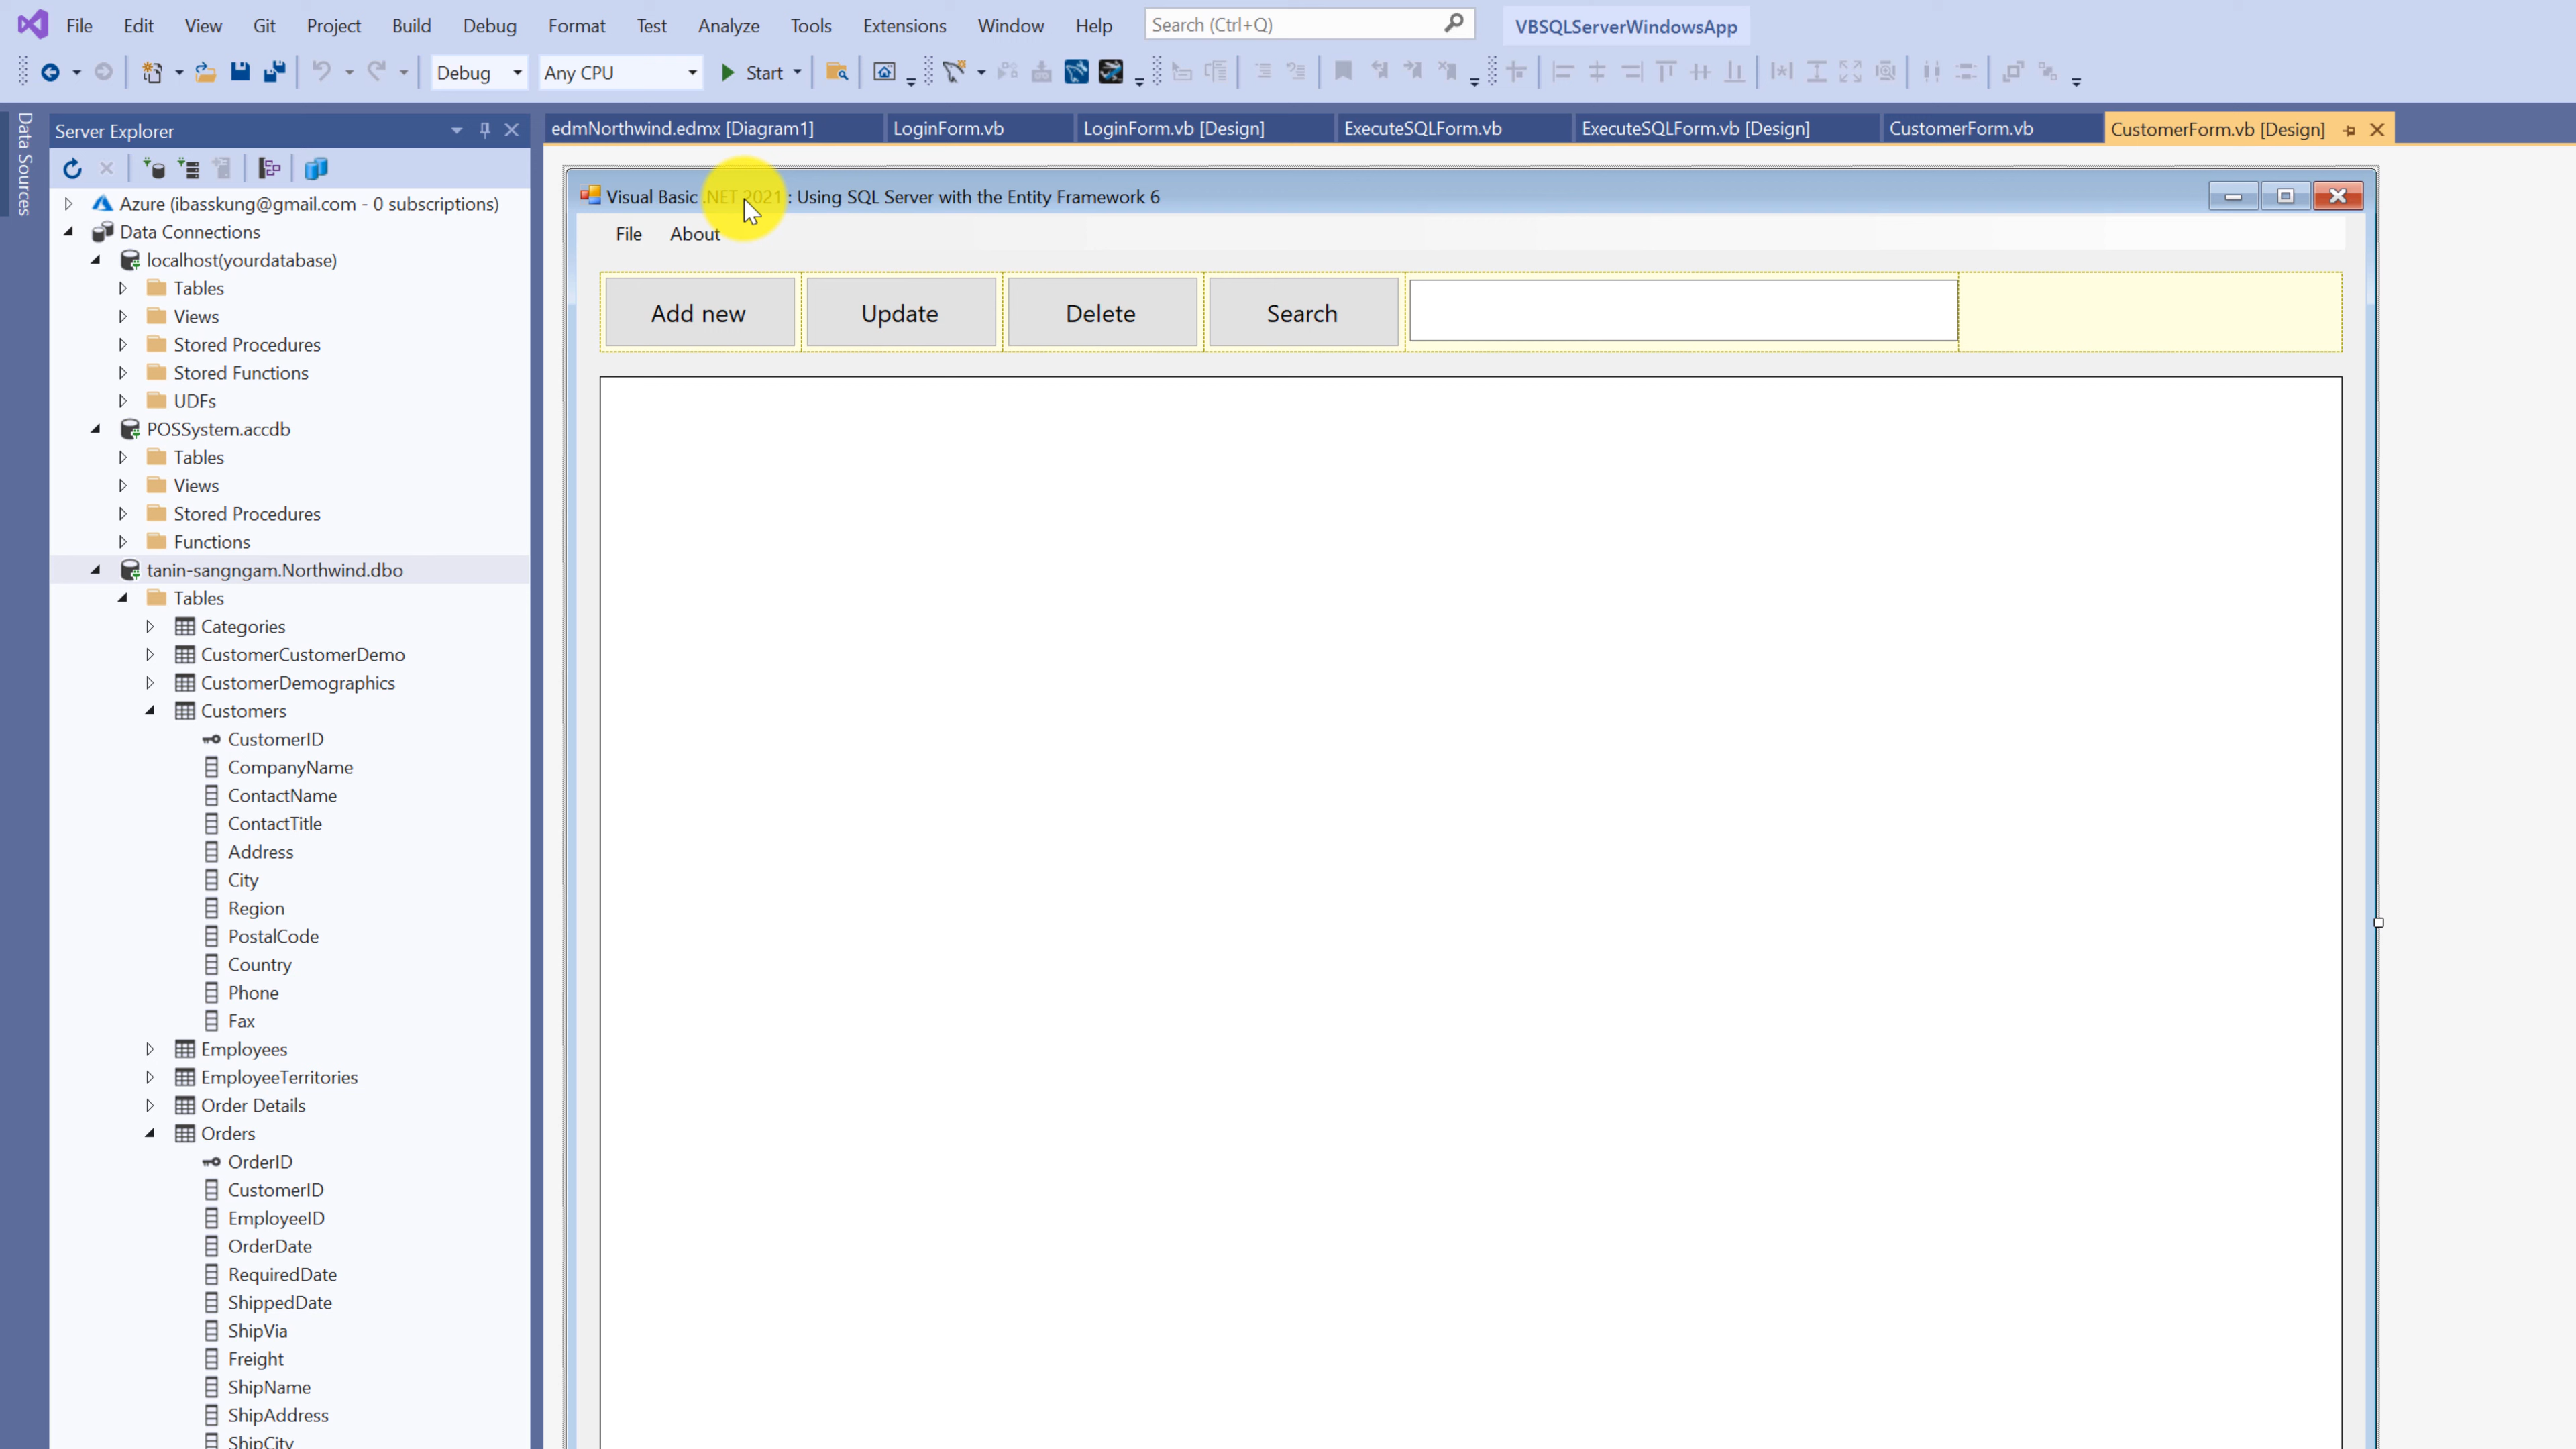 File Edit View Git Project Build Debug Format Test Analyze Tools Extensions Window Help Search (Ctrl+Q) VBSQLServerWindowsApp
Debug Any CPU Start
Data Sources
Server Explorer
edmNorthwind.edmx [Diagram1] LoginForm.vb LoginForm.vb [Design] ExecuteSQLForm.vb ExecuteSQLForm.vb [Design] CustomerForm.vb CustomerForm.vb [Design]
Azure (ibasskung@gmail.com - 0 subscriptions)
Data Connections
localhost(yourdatabase)
Tables
Views
Stored Procedures
Stored Functions
UDFs
POSSystem.accdb
Tables
Views
Stored Procedures
Functions
tanin-sangngam.Northwind.dbo
Tables
Categories
CustomerCustomerDemo
CustomerDemographics
Customers
CustomerID
CompanyName
ContactName
ContactTitle
Address
City
Region
PostalCode
Country
Phone
Fax
Employees
EmployeeTerritories
Order Details
Orders
OrderID
CustomerID
EmployeeID
OrderDate
RequiredDate
ShippedDate
ShipVia
Freight
ShipName
ShipAddress
ShipCity
Visual Basic .NET 2021 : Using SQL Server with the Entity Framework 6
File About
Add new Update Delete Search